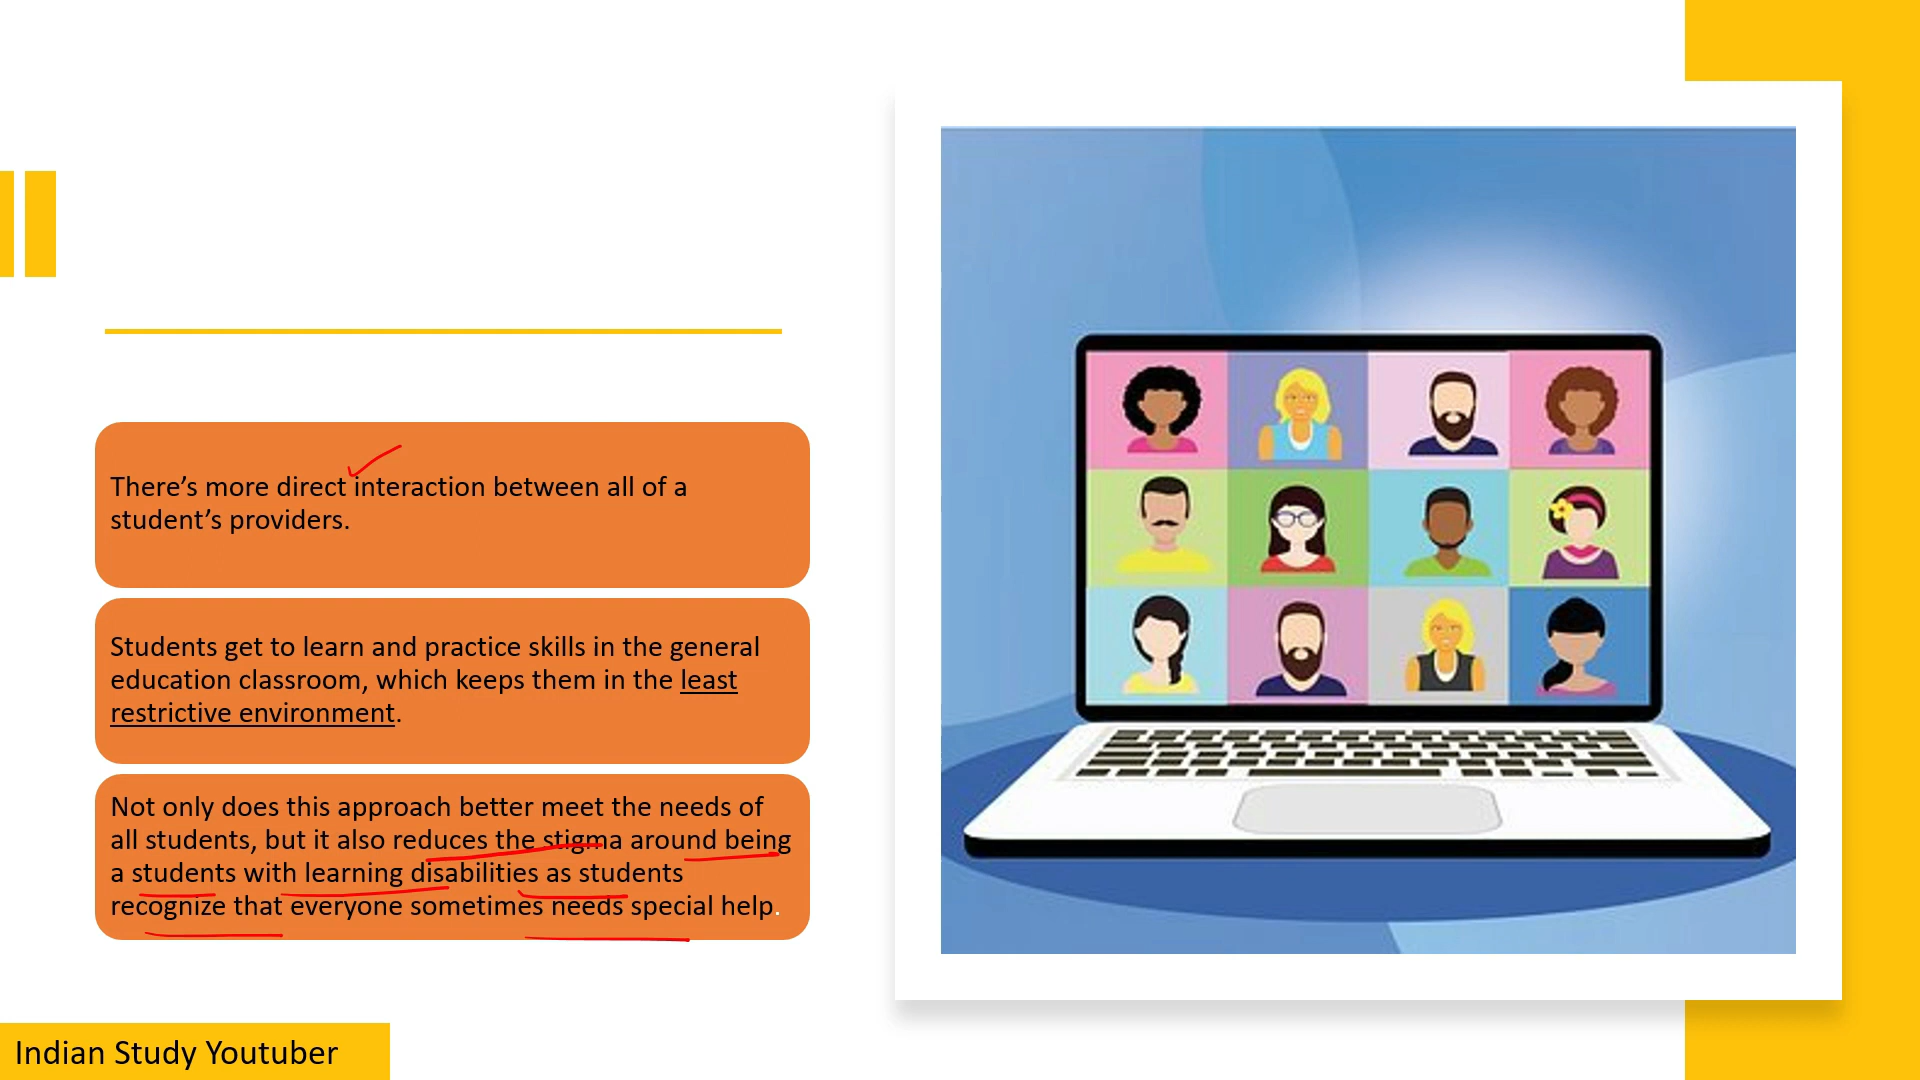 There’s more direct interaction between all of a
student’s providers.
Students get to learn and practice skills in the general
education classroom, which keeps them in the least
restrictive environment.
Not only does this approach better meet the needs of
all students, but it also reduces the stigma around being
a students with learning disabilities as students
recognize that everyone sometimes needs special help.
Indian Study Youtuber